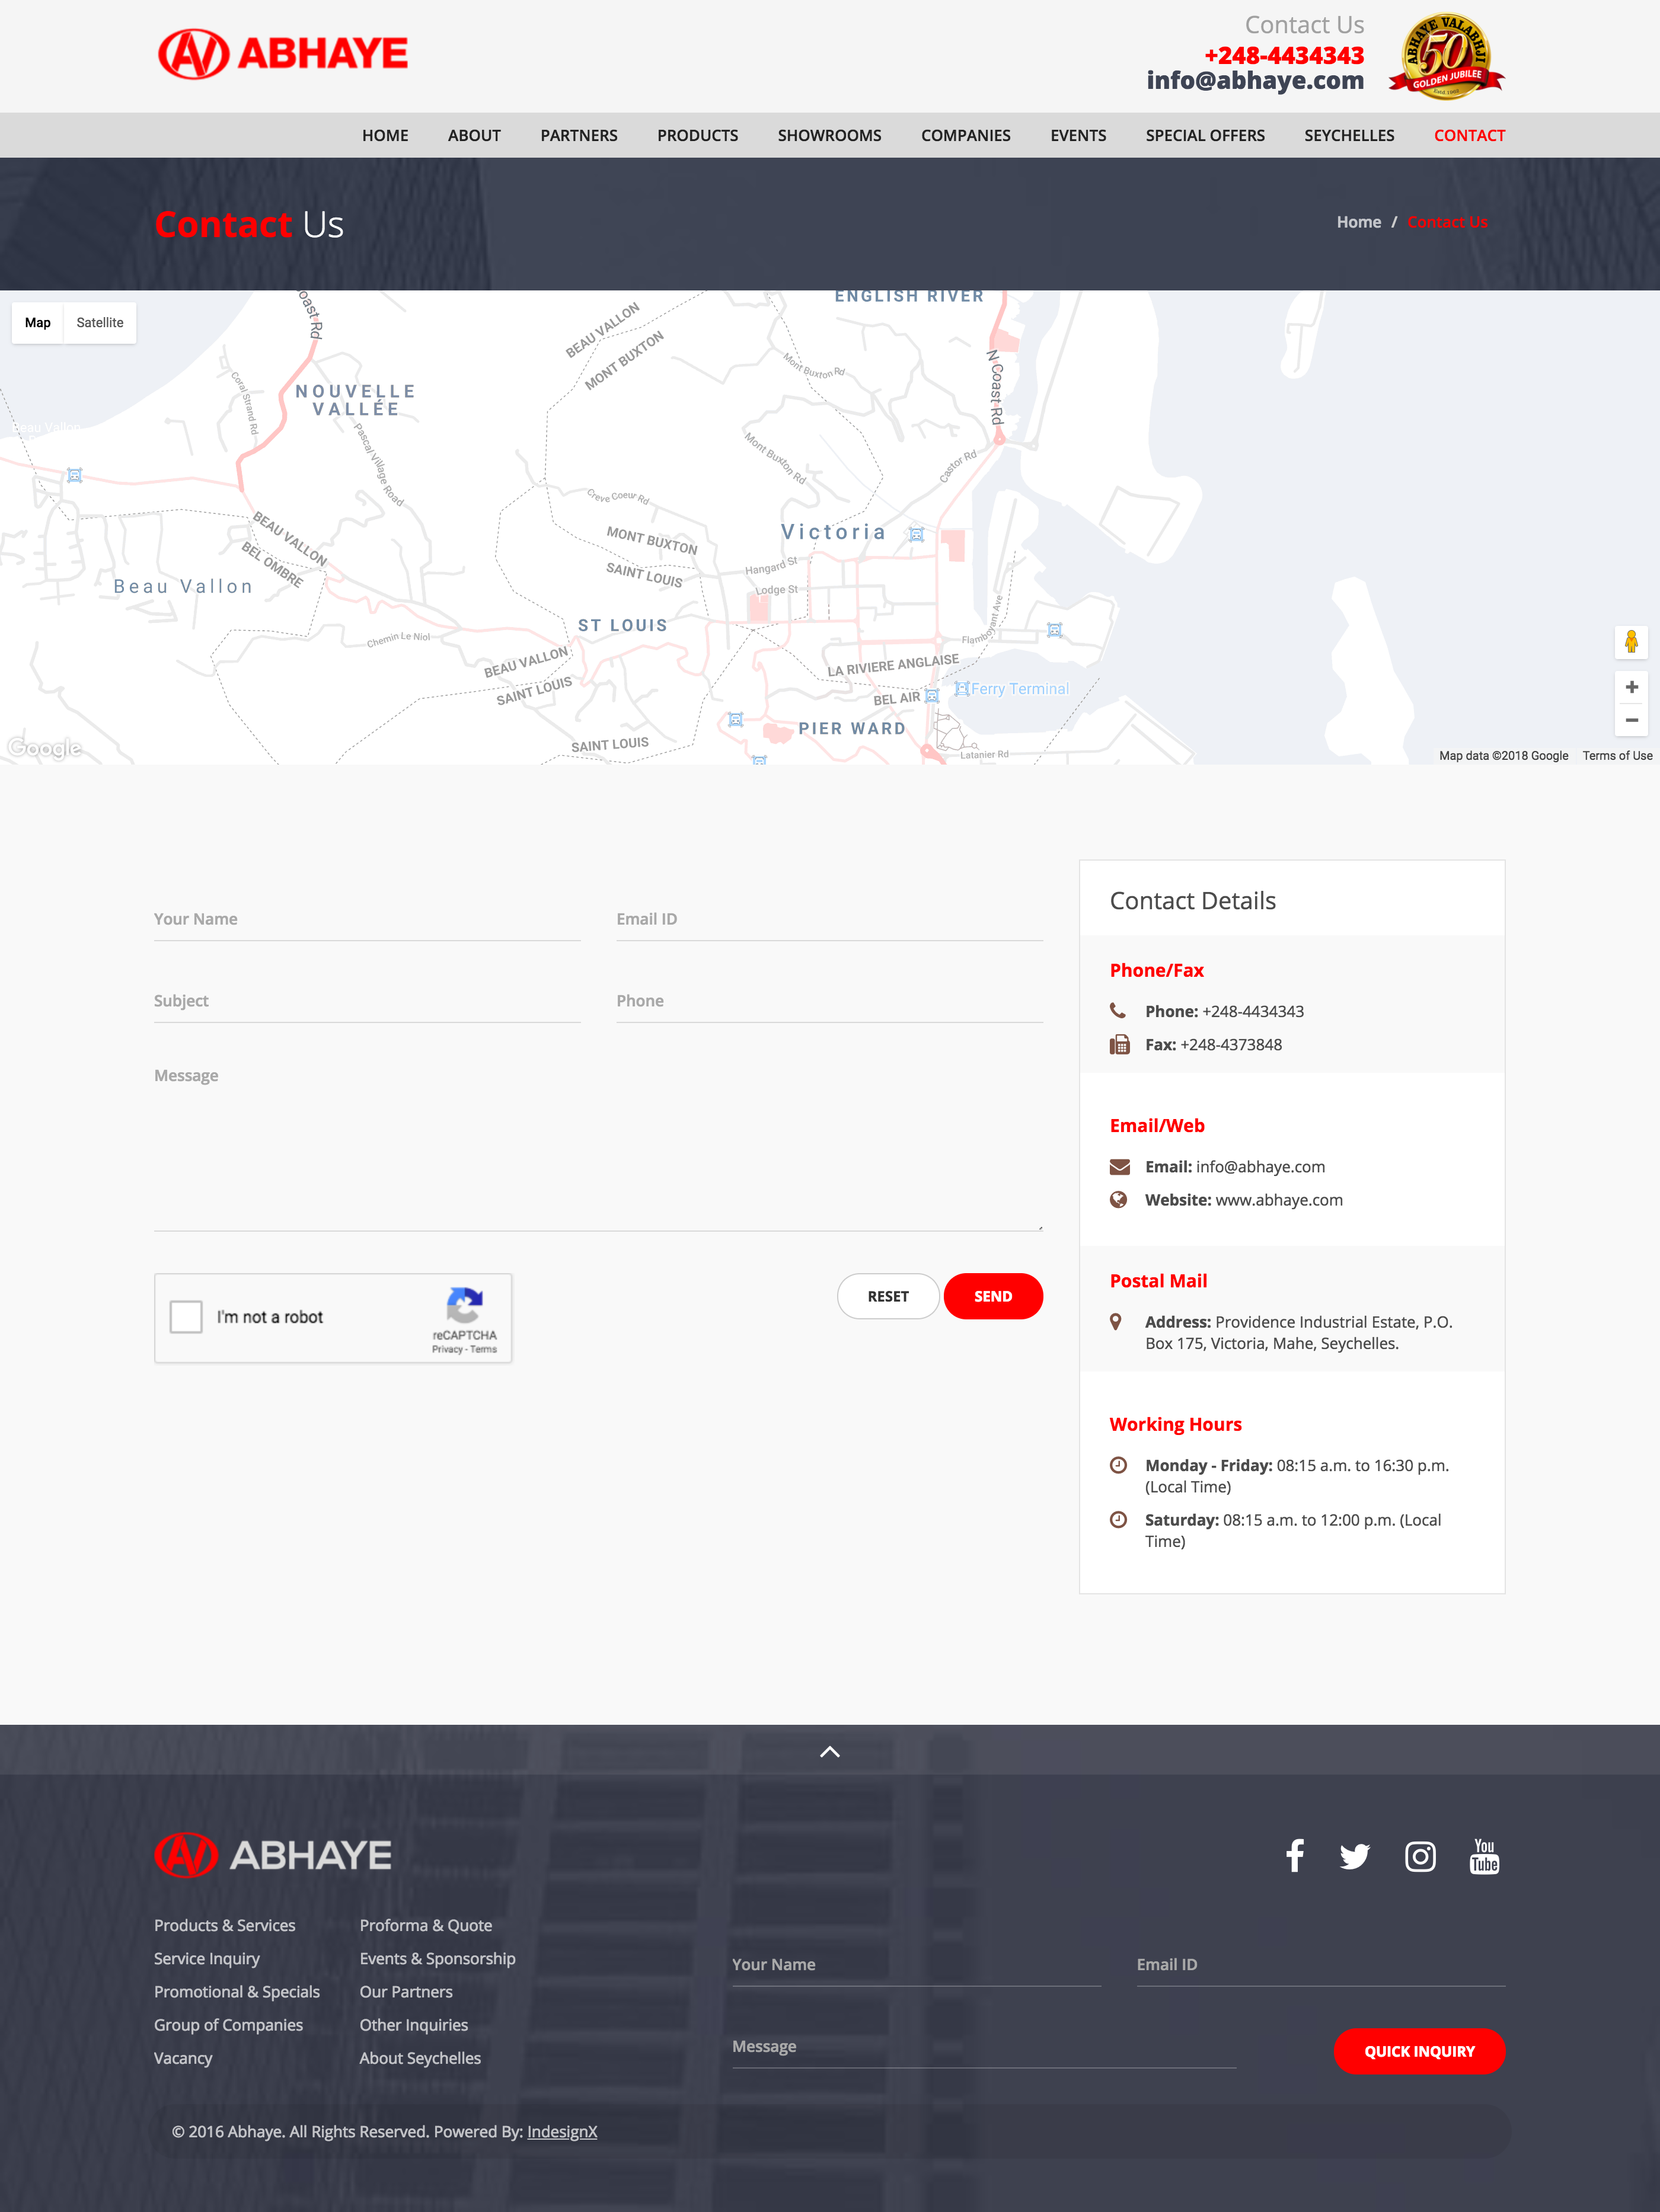 ABHAYE
Contact Us
+248-4434343
info@abhaye.com
ABHAYE VALABHJI
50
GOLDEN JUBILEE
HOME ABOUT PARTNERS PRODUCTS SHOWROOMS COMPANIES EVENTS SPECIAL OFFERS SEYCHELLES CONTACT
Contact Us
Home / Contact Us
Map Satellite
oast Rd
ENGLISH RIVER
BEAU VALLON
MONT BUXTON
Mont Buxton Rd
N Coast Rd
NOUVELLE
VALLÉE
Coral Strand Rd
Beau Vallon
Pascal Village Road
Mont Buxton Rd
Castor Rd
Creve Coeur Rd
BEAU VALLON
BEL OMBRE
MONT BUXTON
SAINT LOUIS
Victoria
Hangard St
Lodge St
Beau Vallon
ST LOUIS
Chemin Le Niol
Flamboyant Ave
BEAU VALLON
SAINT LOUIS
LA RIVIERE ANGLAISE
BEL AIR
Ferry Terminal
PIER WARD
SAINT LOUIS
Latanier Rd
Google
Map data ©2018 Google Terms of Use
Your Name
Email ID
Subject
Phone
Message
I'm not a robot
reCAPTCHA
Privacy - Terms
RESET
SEND
Contact Details
Phone/Fax
Phone: +248-4434343
Fax: +248-4373848
Email/Web
Email: info@abhaye.com
Website: www.abhaye.com
Postal Mail
Address: Providence Industrial Estate, P.O.
Box 175, Victoria, Mahe, Seychelles.
Working Hours
Monday - Friday: 08:15 a.m. to 16:30 p.m.
(Local Time)
Saturday: 08:15 a.m. to 12:00 p.m. (Local
Time)
ABHAYE
You
Tube
Products & Services
Service Inquiry
Promotional & Specials
Group of Companies
Vacancy
Proforma & Quote
Events & Sponsorship
Our Partners
Other Inquiries
About Seychelles
Your Name
Email ID
Message
QUICK INQUIRY
© 2016 Abhaye. All Rights Reserved. Powered By: IndesignX